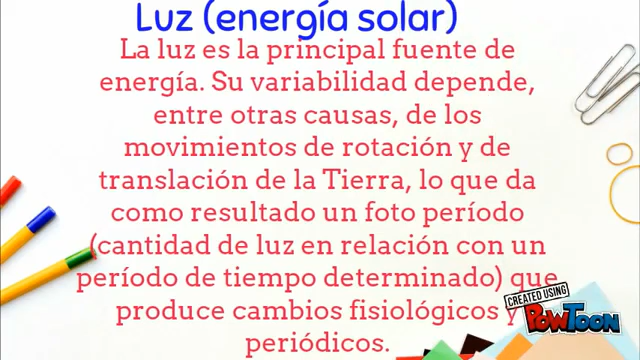 Luz (energía solar)
La luz es la principal fuente de
energía. Su variabilidad depende,
entre otras causas, de los
movimientos de rotación y de
translación de la Tierra, lo que da
como resultado un foto período
(cantidad de luz en relación con un
período de tiempo determinado) que
produce cambios fisiológicos y
periódicos.
CREATED USING
POWTOON